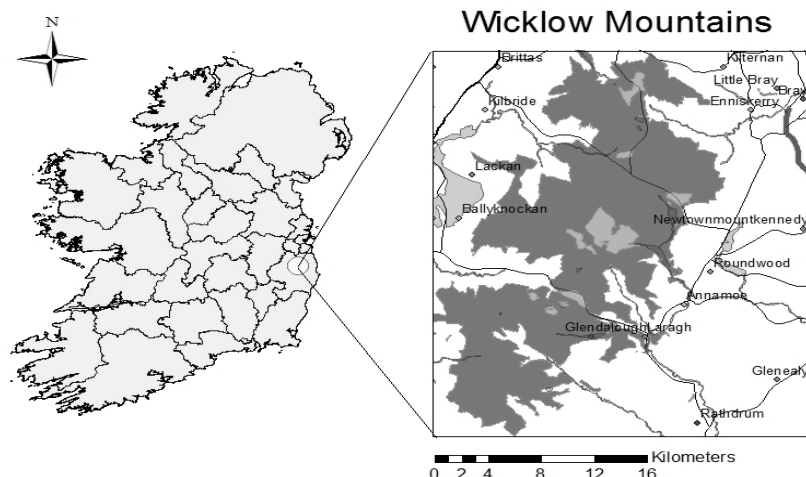 Wicklow Mountains
N
Brittas
Kilternan
Little Bray
Bray
Kilbride
Enniskerry
Lackan
Ballyknockan
Newtownmountkennedy
Roundwood
Annamoe
Glendalough Laragh
Glenealy
Rathdrum
Kilometers
0 2 4 8 12 16